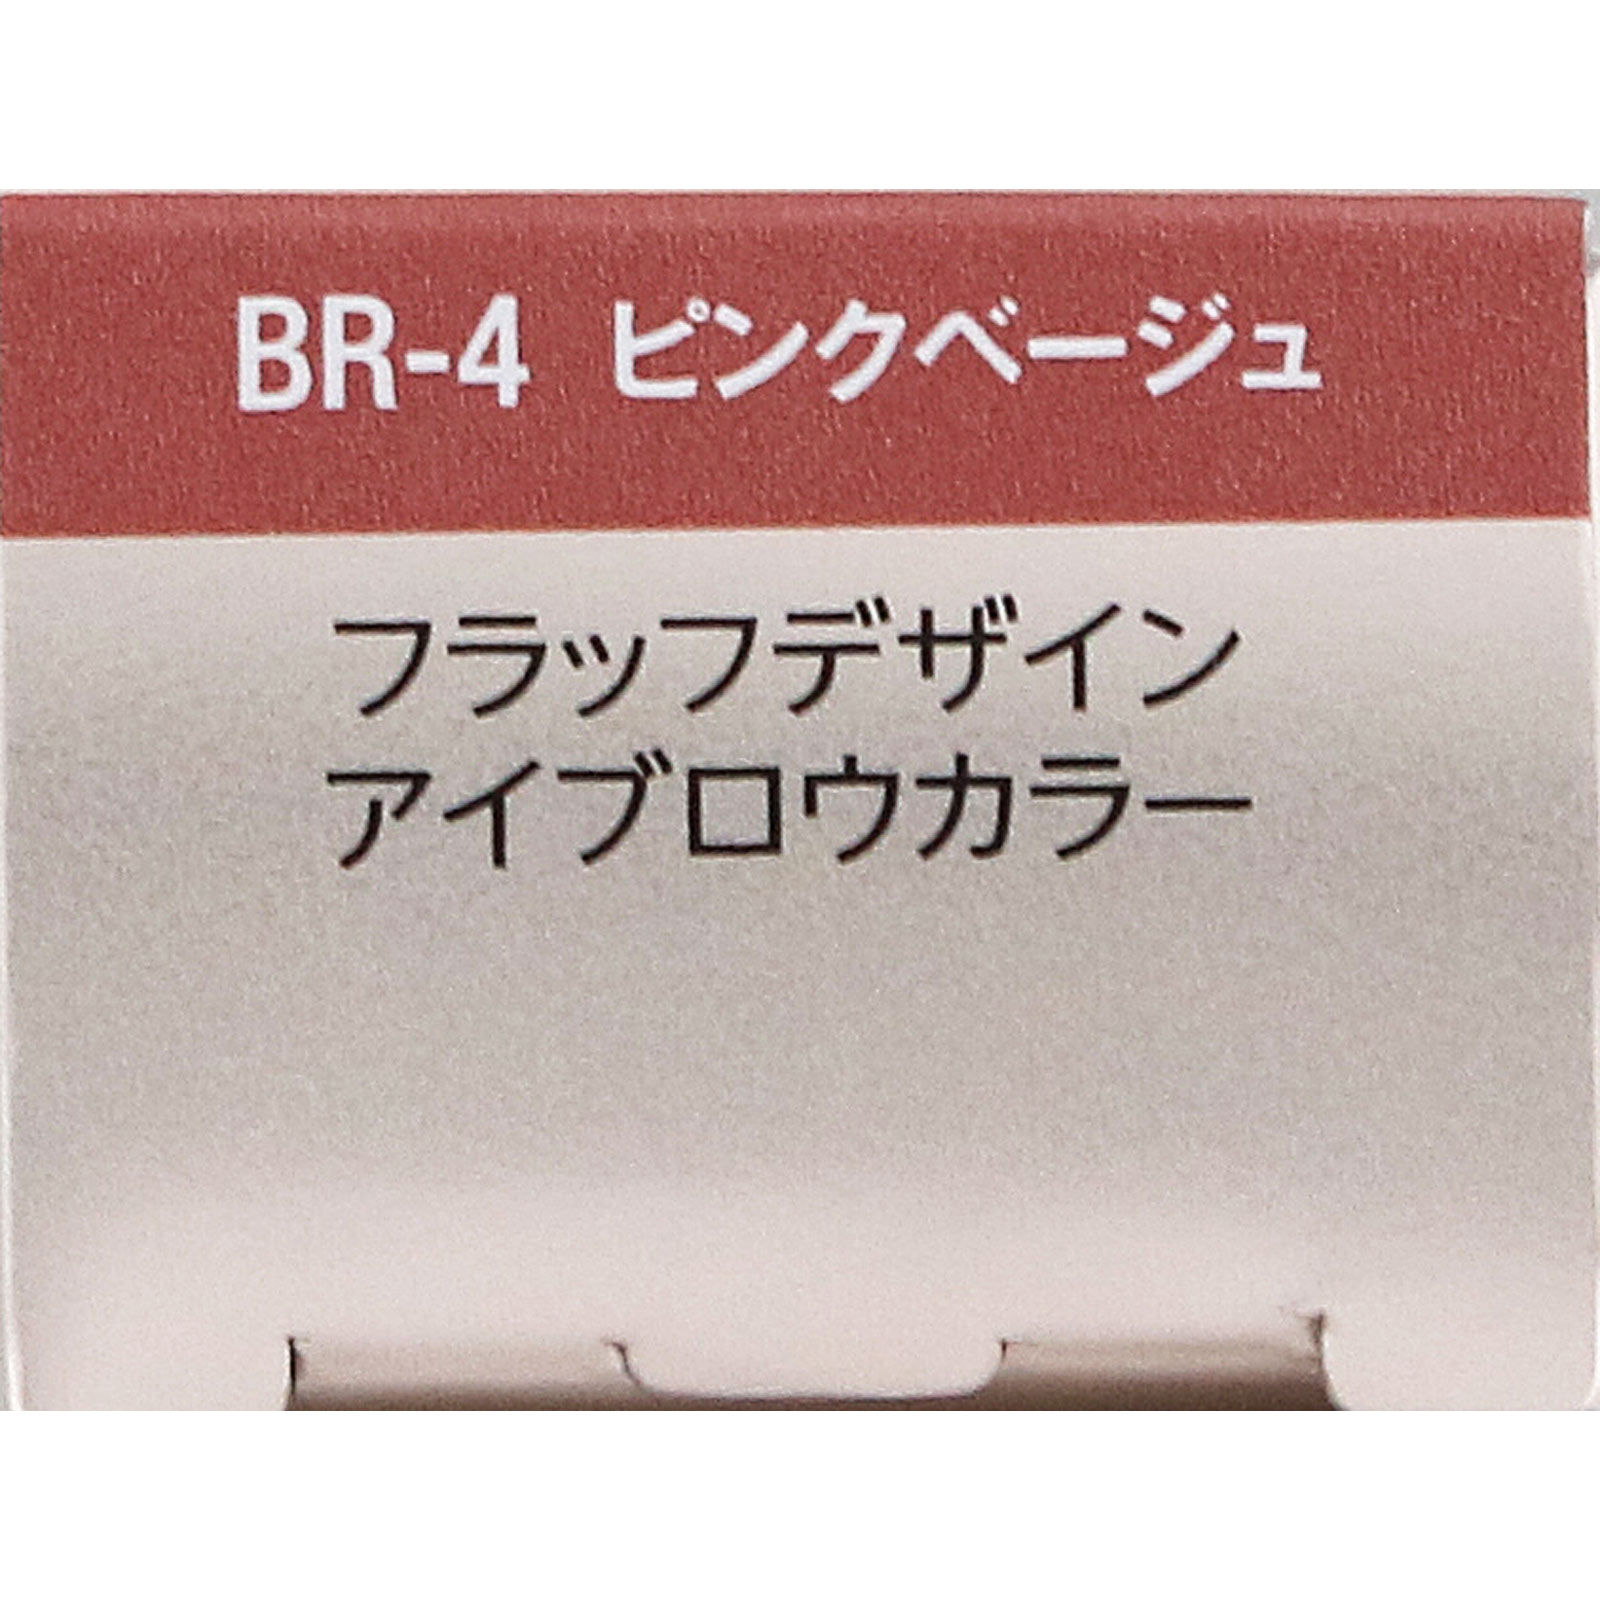 BR-4 ピンクベージュ
フラッフデザイン
アイブロウカラー